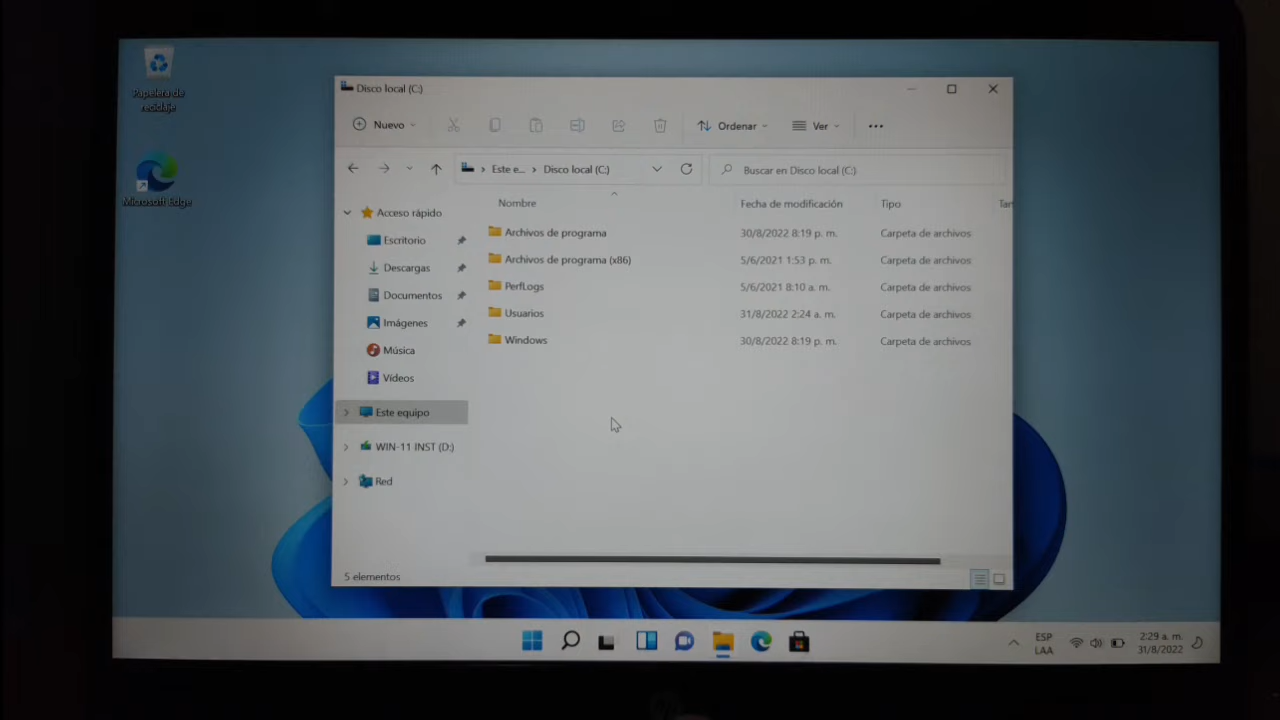 Papelera de
reciclaje
Microsoft Edge
Disco local (C:)
Nuevo
Ordenar
Ver
Este e... > Disco local (C:)
Buscar en Disco local (C:)
Nombre
Fecha de modificación
Tipo
Tar
Acceso rápido
Escritorio
Descargas
Documentos
Imágenes
Música
Vídeos
Este equipo
WIN-11 INST (D:)
Red
Archivos de programa 30/8/2022 8:19 p. m. Carpeta de archivos
Archivos de programa (x86) 5/6/2021 1:53 p. m. Carpeta de archivos
PerfLogs 5/6/2021 8:10 a. m. Carpeta de archivos
Usuarios 31/8/2022 2:24 a. m. Carpeta de archivos
Windows 30/8/2022 8:19 p. m. Carpeta de archivos
5 elementos
ESP
LAA
2:29 a. m.
31/8/2022